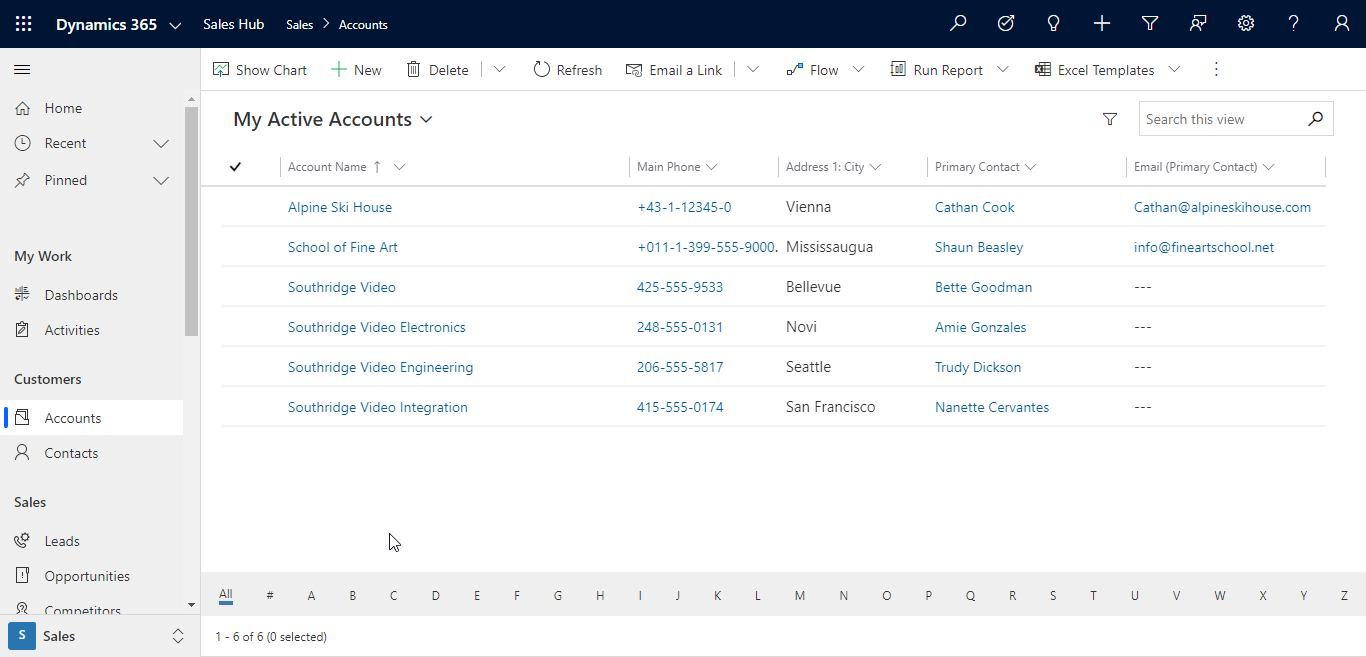 Dynamics 365 Sales Hub Sales > Accounts
Show Chart New Delete Refresh Email a Link Flow Run Report Excel Templates
Home
Recent
Pinned
My Work
Dashboards
Activities
Customers
Accounts
Contacts
Sales
Leads
Opportunities
Competitors
S Sales
My Active Accounts
Search this view
Account Name ↑ Main Phone Address 1: City Primary Contact Email (Primary Contact)
Alpine Ski House +43-1-12345-0 Vienna Cathan Cook Cathan@alpineskihouse.com
School of Fine Art +011-1-399-555-9000. Mississaugua Shaun Beasley info@fineartschool.net
Southridge Video 425-555-9533 Bellevue Bette Goodman ---
Southridge Video Electronics 248-555-0131 Novi Amie Gonzales ---
Southridge Video Engineering 206-555-5817 Seattle Trudy Dickson ---
Southridge Video Integration 415-555-0174 San Francisco Nanette Cervantes ---
All # A B C D E F G H I J K L M N O P Q R S T U V W X Y Z
1 - 6 of 6 (0 selected)